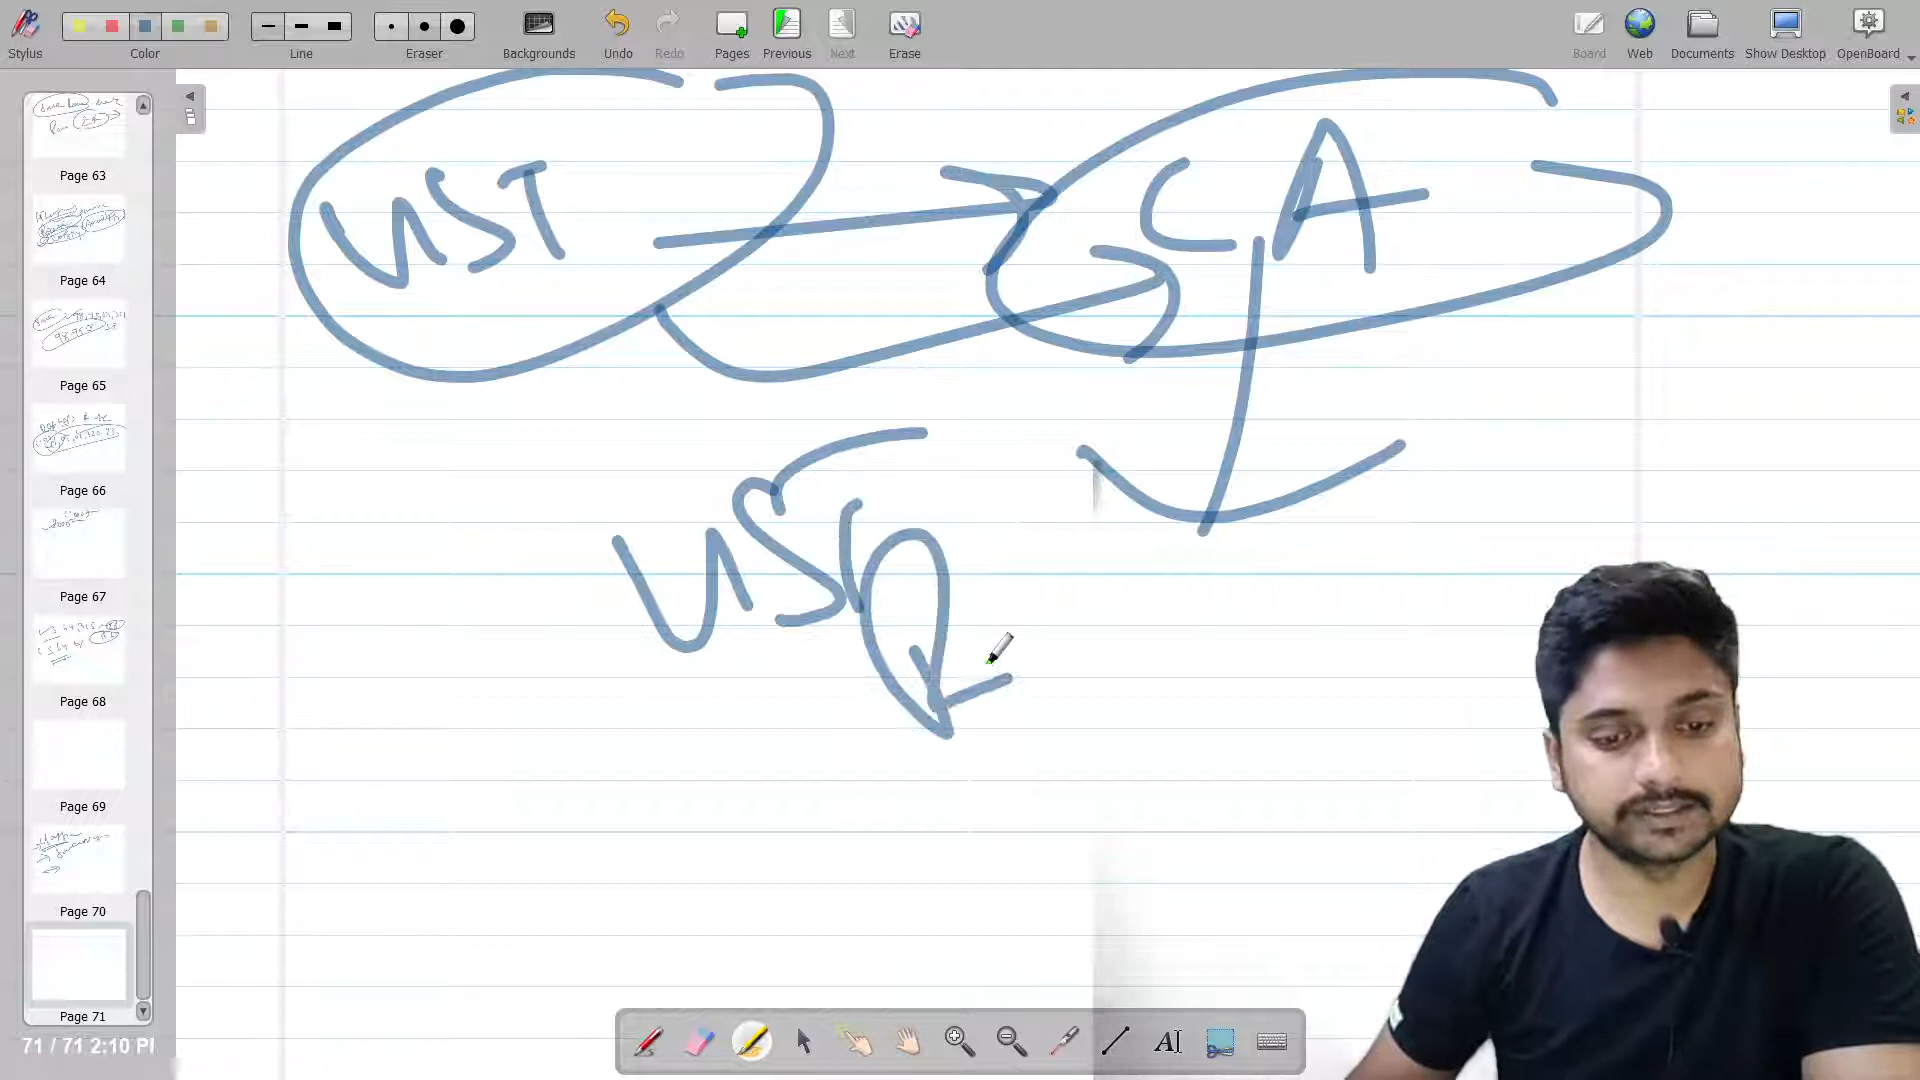 Stylus
Color
Line
Eraser
Backgrounds
Undo
Redo
Pages
Previous
Next
Erase
Board
Web
Documents
Show Desktop
OpenBoard
Page 63
Page 64
Page 65
Page 66
Page 67
Page 68
Page 69
Page 70
Page 71
71 / 71 2:10 PI
UST
CA